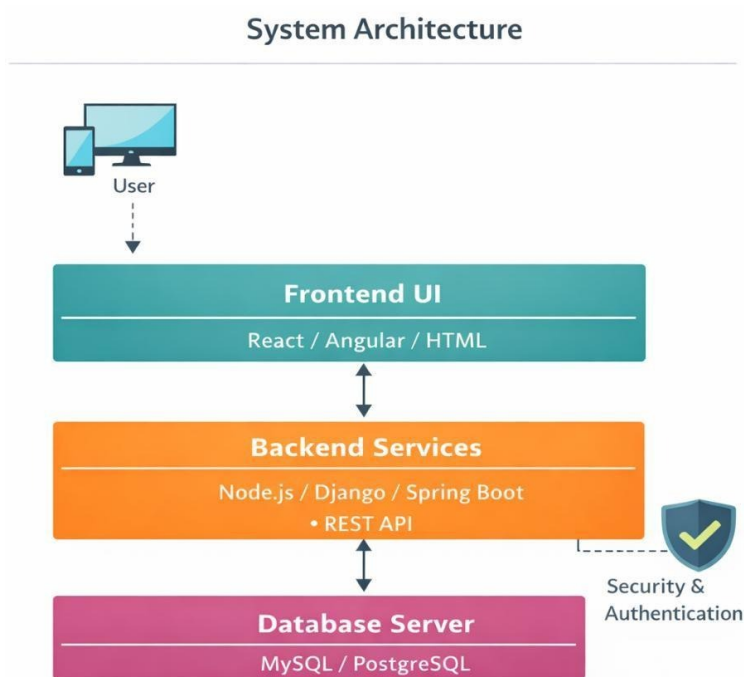 System Architecture
User
Frontend UI
React / Angular / HTML
Backend Services
Node.js / Django / Spring Boot
• REST API
Security &
Authentication
Database Server
MySQL / PostgreSQL